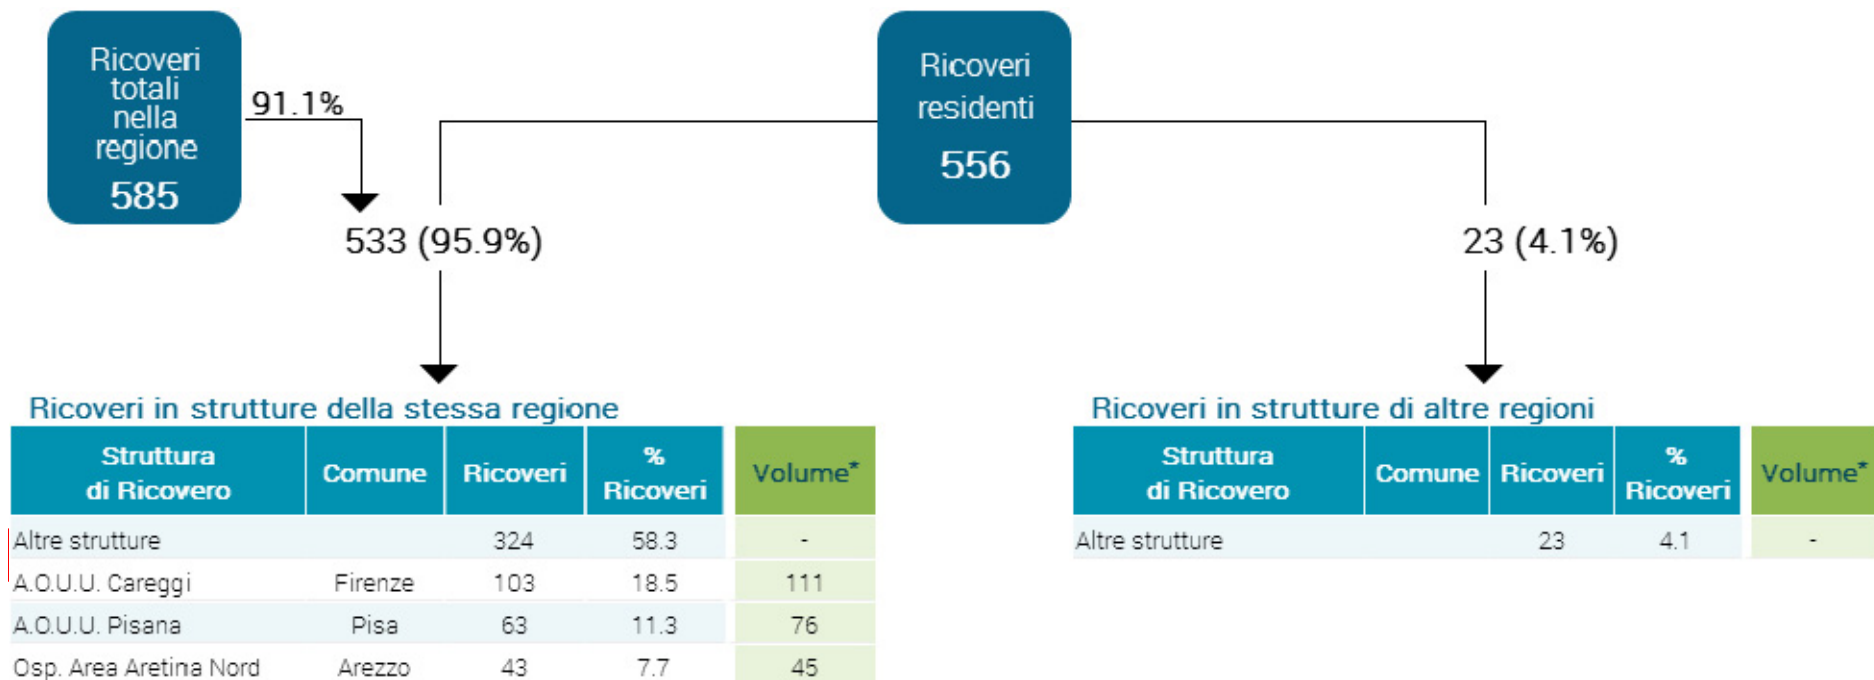 Ricoveri
totali
nella
regione
585
91.1%
Ricoveri
residenti
556
533 (95.9%)
23 (4.1%)
Ricoveri in strutture della stessa regione
Struttura di Ricovero Comune Ricoveri % Ricoveri Volume*
Altre strutture 324 58.3 -
A.O.U.U. Careggi Firenze 103 18.5 111
A.O.U.U. Pisana Pisa 63 11.3 76
Osp. Area Aretina Nord Arezzo 43 7.7 45
Ricoveri in strutture di altre regioni
Struttura di Ricovero Comune Ricoveri % Ricoveri Volume*
Altre strutture 23 4.1 -